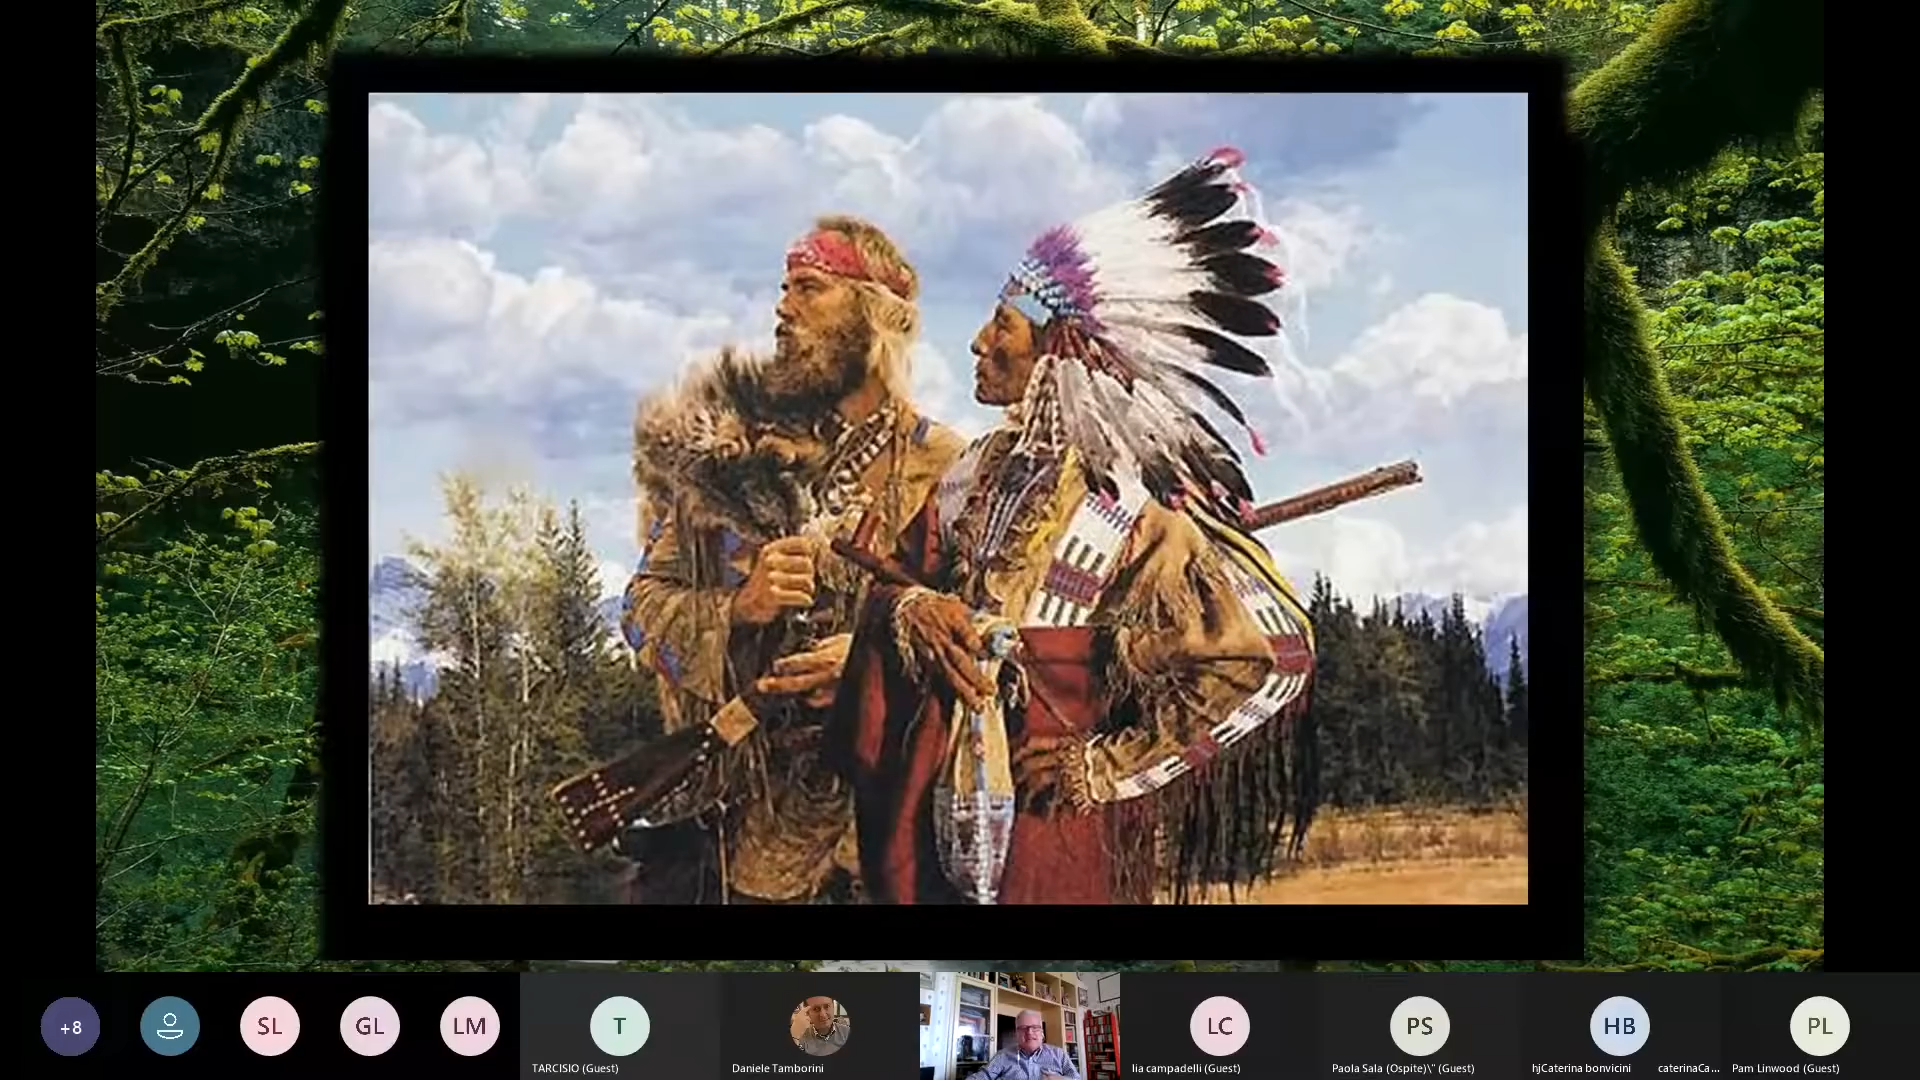 +8
SL
GL
LM
T
LC
PS
HB
PL
TARCISIO (Guest)
Daniele Tamborini
lia campadelli (Guest)
Paola Sala (Ospite)\" (Guest)
hjCaterina bonvicini
caterinaCa...
Pam Linwood (Guest)